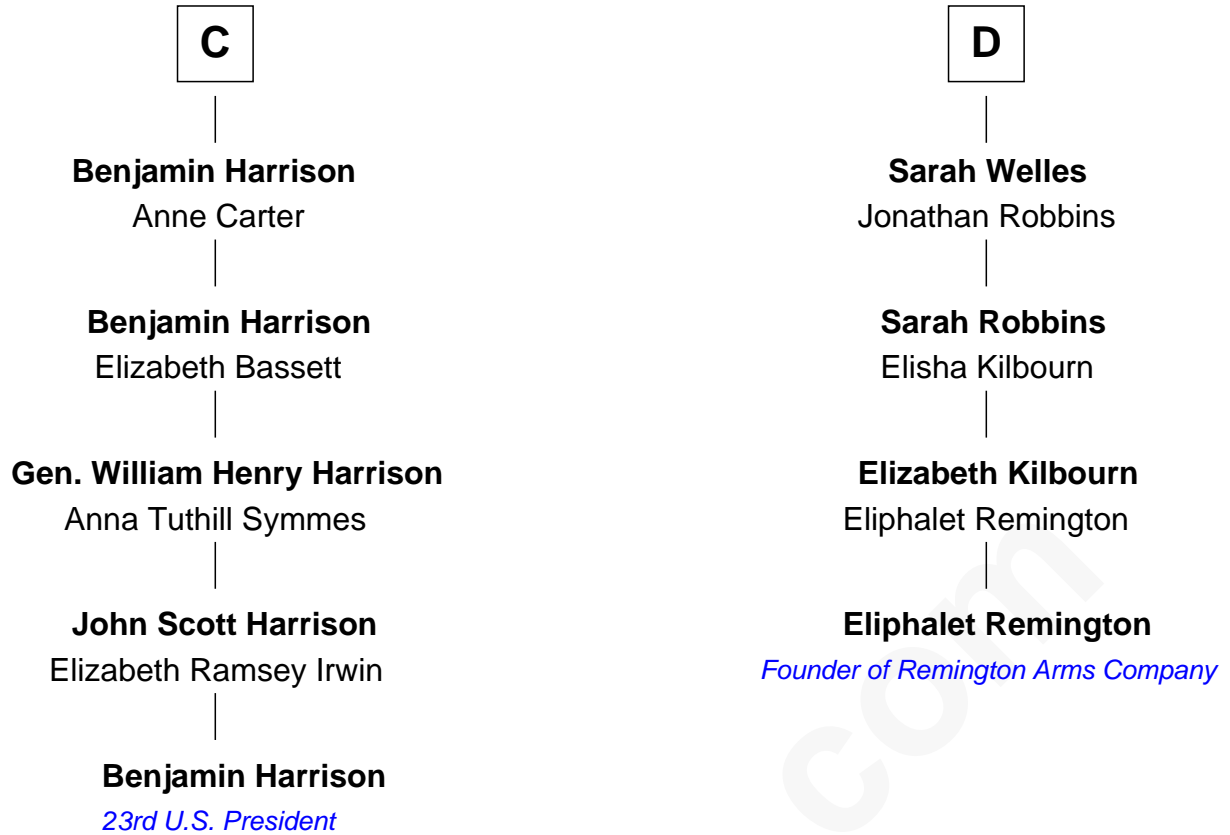 C
Benjamin Harrison
Anne Carter
Benjamin Harrison
Elizabeth Bassett
Gen. William Henry Harrison
Anna Tuthill Symmes
John Scott Harrison
Elizabeth Ramsey Irwin
Benjamin Harrison
23rd U.S. President
D
Sarah Welles
Jonathan Robbins
Sarah Robbins
Elisha Kilbourn
Elizabeth Kilbourn
Eliphalet Remington
Eliphalet Remington
Founder of Remington Arms Company
com